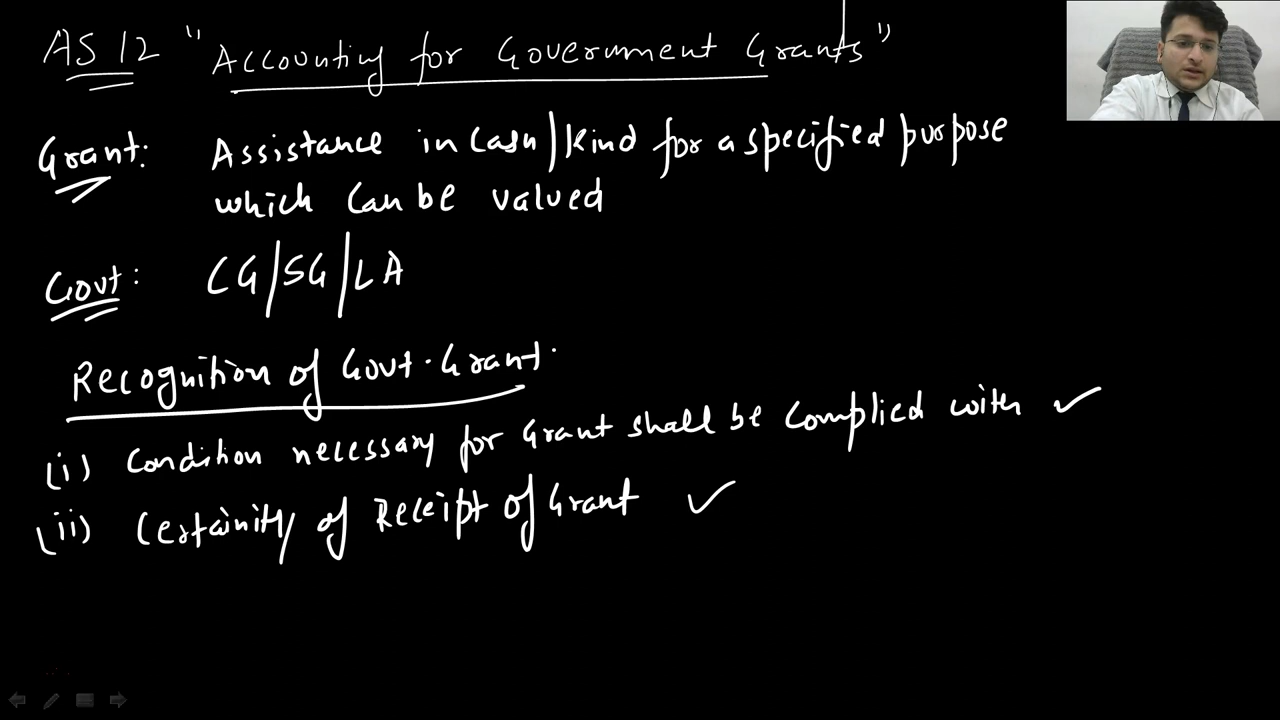 AS 12 "Accounting for Government Grants"
Grant: Assistance in Cash/Kind for a specified purpose
which can be valued
Govt: CG/SG/LA
Recognition of Govt. Grant.
(i) Condition necessary for Grant shall be complied with ✓
(ii) Certainity of Receipt of Grant ✓